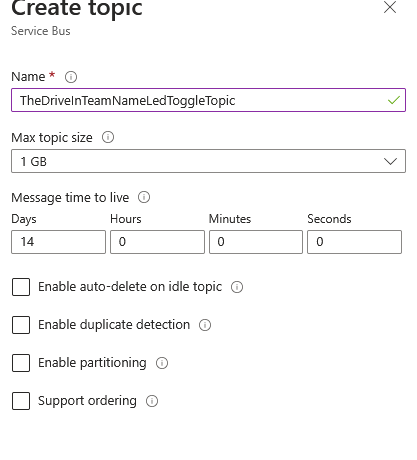 Create topic
Service Bus
Name *
TheDriveInTeamNameLedToggleTopic
Max topic size
1 GB
Message time to live
Days Hours Minutes Seconds
14 0 0 0
Enable auto-delete on idle topic
Enable duplicate detection
Enable partitioning
Support ordering